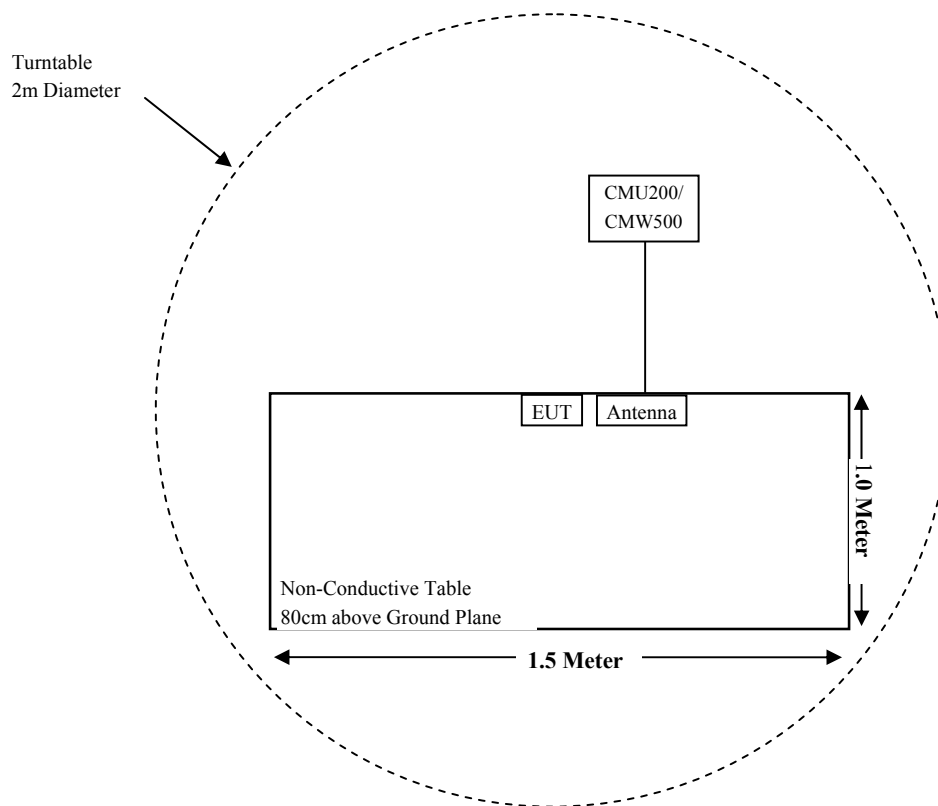 Turntable
2m Diameter
CMU200/
CMW500
EUT
Antenna
1.0 Meter
Non-Conductive Table
80cm above Ground Plane
1.5 Meter